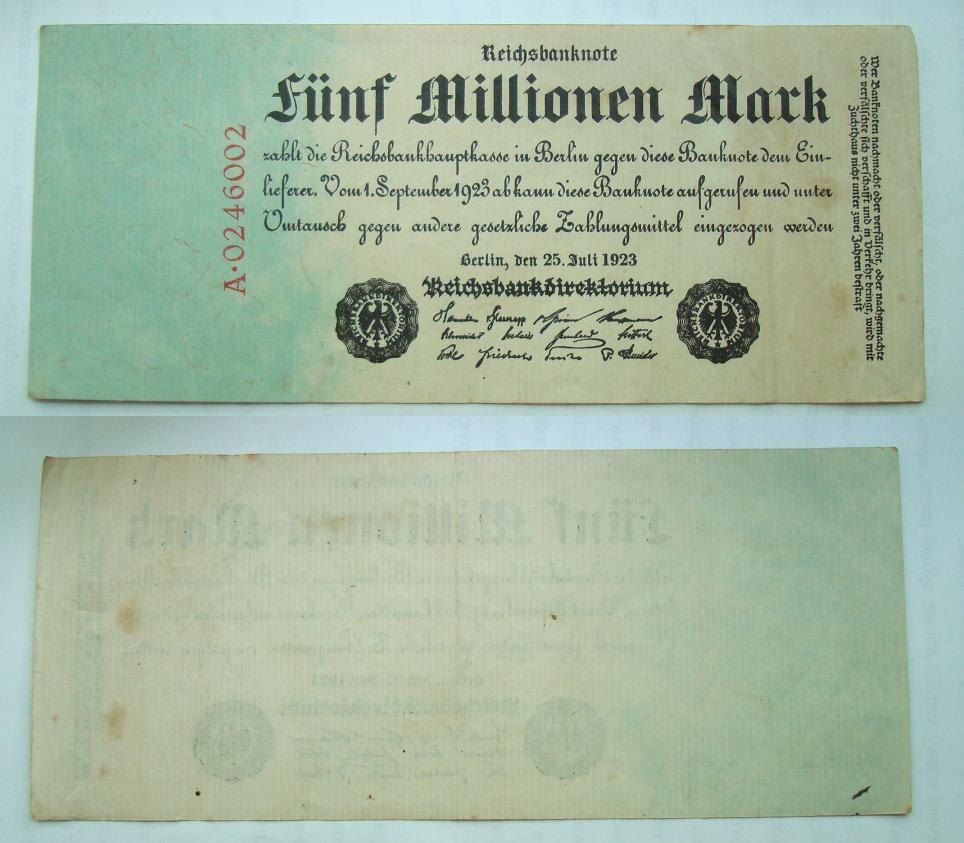 Reichsbanknote
Fünf Millionen Mark
zahlt die Reichsbankhauptkasse in Berlin gegen diese Banknote dem Ein-
lieferer. Vom 1. September 1923 ab kann diese Banknote aufgerufen und unter
Umtausch gegen andere gesetzliche Zahlungsmittel eingezogen werden
Berlin, den 25. Juli 1923
Reichsbankdirektorium
REICHSBANKDIREKTORIUM
REICHSBANKDIREKTORIUM
A·0246002
Wer Banknoten nachmacht oder verfälscht, oder nachgemachte
oder verfälschte sich verschafft und in Verkehr bringt, wird mit
Zuchthaus nicht unter zwei Jahren bestraft